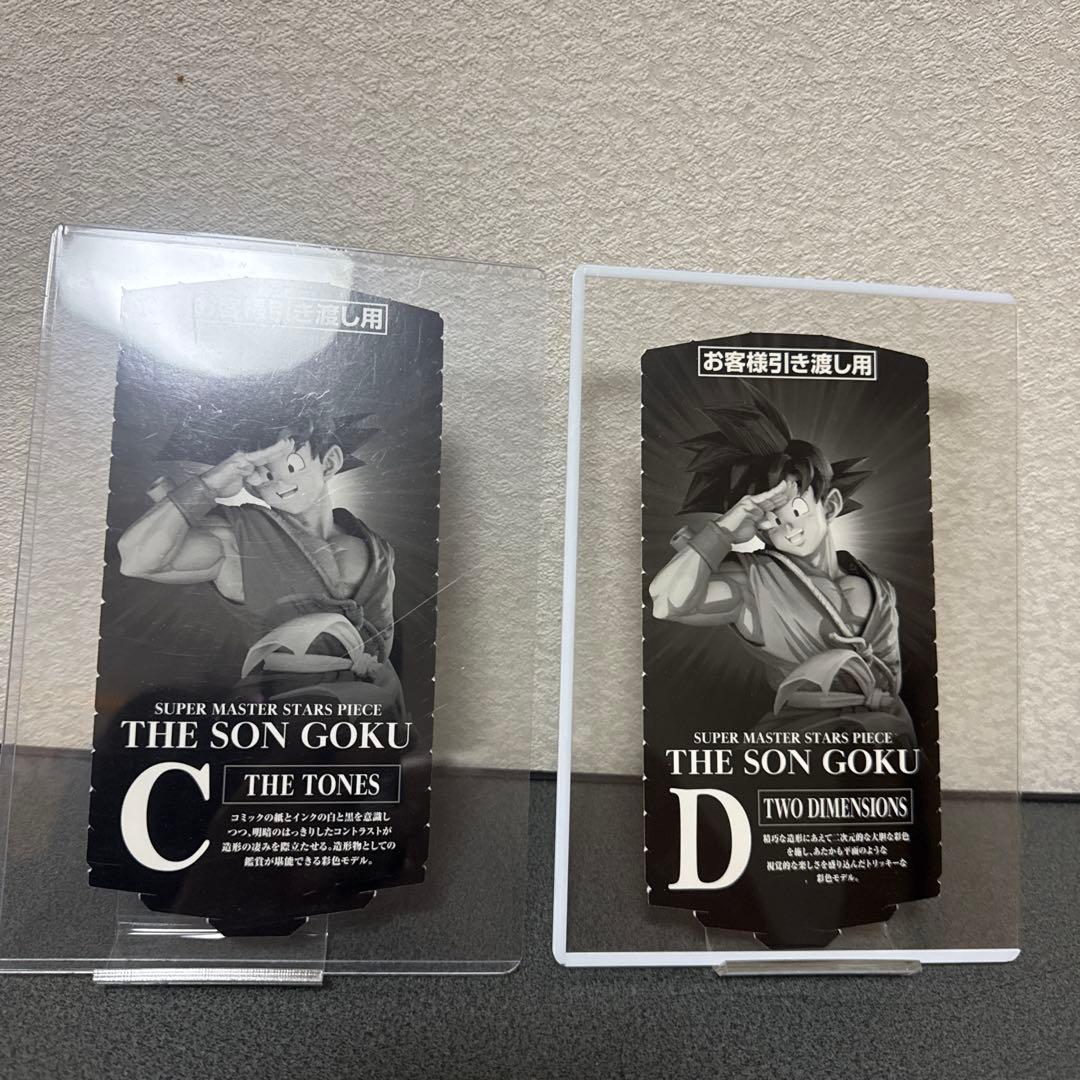 お客様引き渡し用
SUPER MASTER STARS PIECE
THE SON GOKU
C
THE TONES
コミックの紙とインクの白と黒を意識し
つつ、明暗のはっきりしたコントラストが
造形の凄みを際立たせる。造形物としての
鑑賞が堪能できる彩色モデル。
お客様引き渡し用
SUPER MASTER STARS PIECE
THE SON GOKU
D
TWO DIMENSIONS
精巧な造形にあえて二次元的な大胆な彩色
を施し、あたかも平面のような
視覚的な楽しさを盛り込んだトリッキーな
彩色モデル。